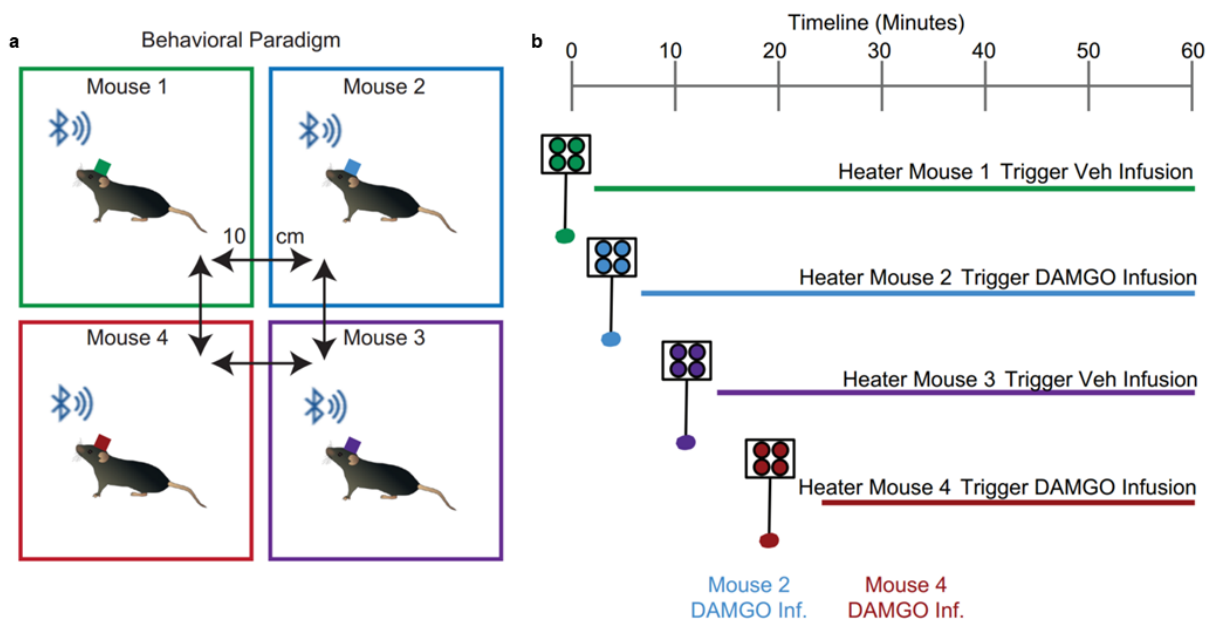 a
Behavioral Paradigm
Mouse 1
Mouse 2
10 cm
Mouse 4
Mouse 3
b
Timeline (Minutes)
0 10 20 30 40 50 60
Heater Mouse 1 Trigger Veh Infusion
Heater Mouse 2 Trigger DAMGO Infusion
Heater Mouse 3 Trigger Veh Infusion
Heater Mouse 4 Trigger DAMGO Infusion
Mouse 2
DAMGO Inf.
Mouse 4
DAMGO Inf.